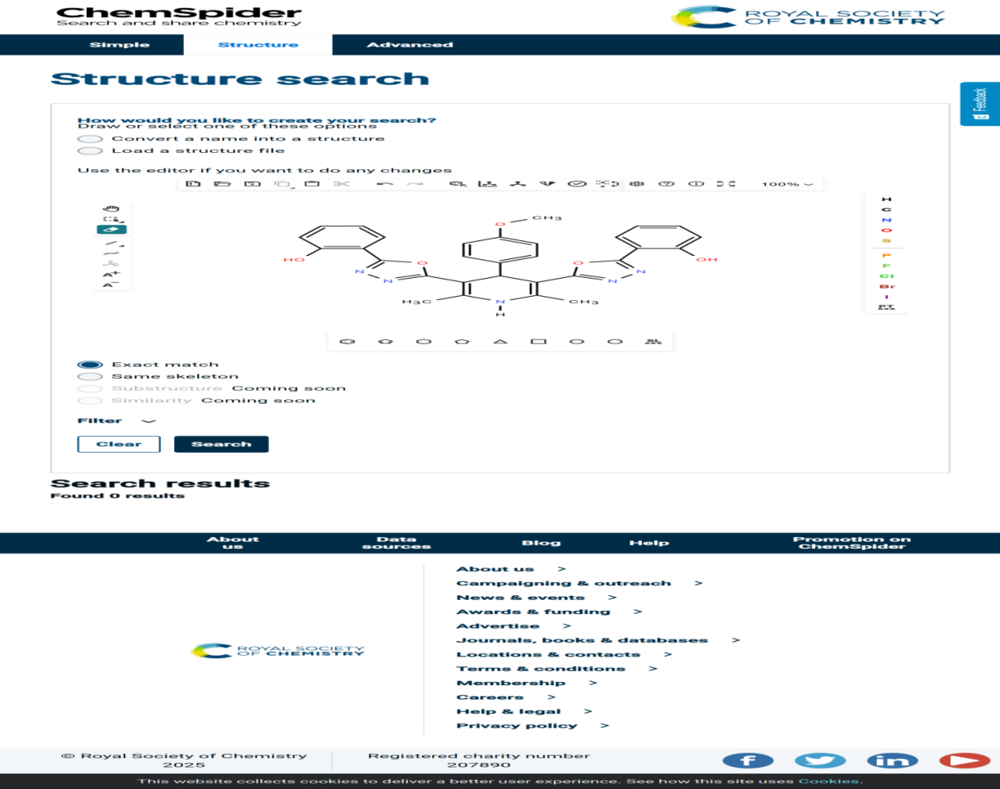 ChemSpider
Search and share chemistry
ROYAL SOCIETY
OF CHEMISTRY
Simple Structure Advanced
Structure search
Feedback
How would you like to create your search?
Draw or select one of these options
Convert a name into a structure
Load a structure file
Use the editor if you want to do any changes
100%
H
C
N
O
S
P
F
Cl
Br
I
PT
A+
A-
O CH3
HO O O OH
N N N N
H3C N CH3
H
SL
Exact match
Same skeleton
Substructure Coming soon
Similarity Coming soon
Filter
Clear Search
Search results
Found 0 results
About us
Data sources
Blog
Help
Promotion on ChemSpider
About us >
Campaigning & outreach >
News & events >
Awards & funding >
Advertise >
Journals, books & databases >
Locations & contacts >
Terms & conditions >
Membership >
Careers >
Help & legal >
Privacy policy >
ROYAL SOCIETY
OF CHEMISTRY
© Royal Society of Chemistry
2025
Registered charity number
207890
f
in
This website collects cookies to deliver a better user experience. See how this site uses Cookies.